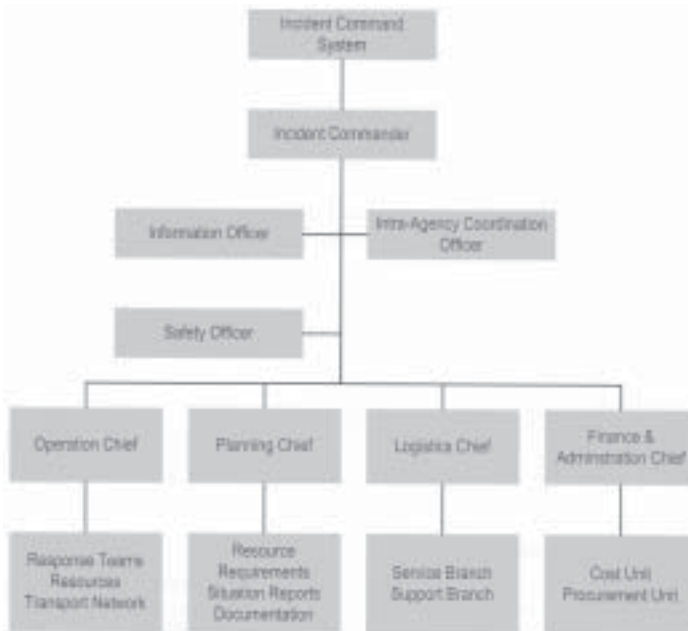 Incident Command
System
Incident Commander
Information Officer
Intra-Agency Coordination
Officer
Safety Officer
Operation Chief
Planning Chief
Logistics Chief
Finance &
Adminstration Chief
Response Teams
Resources
Transport Network
Resource
Requirements
Situation Reports
Documentation
Service Branch
Support Branch
Cost Unit
Procurement Unit